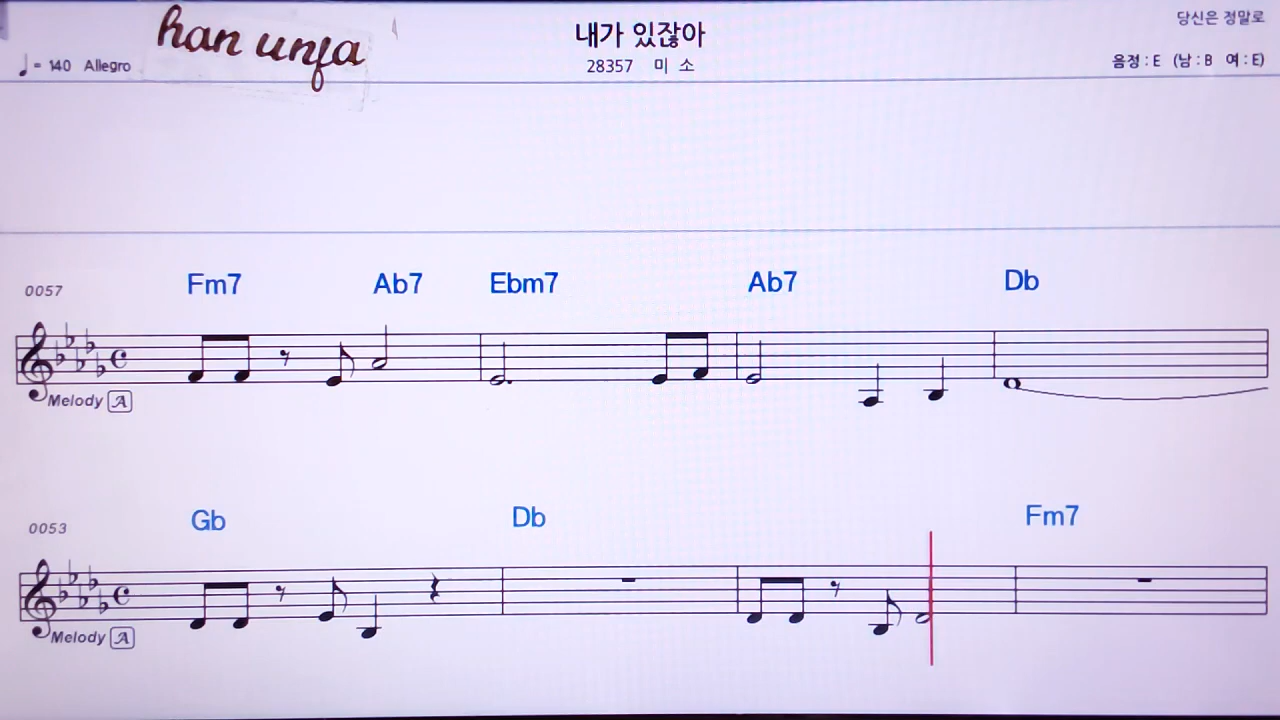 han unfa
내가 있잖아
당신은 정말로
= 140 Allegro
28357 미 소
음정 : E (남 : B 여 : E)
0057 Fm7 Ab7 Ebm7 Ab7 Db
Melody A
0053 Gb Db Fm7
Melody A